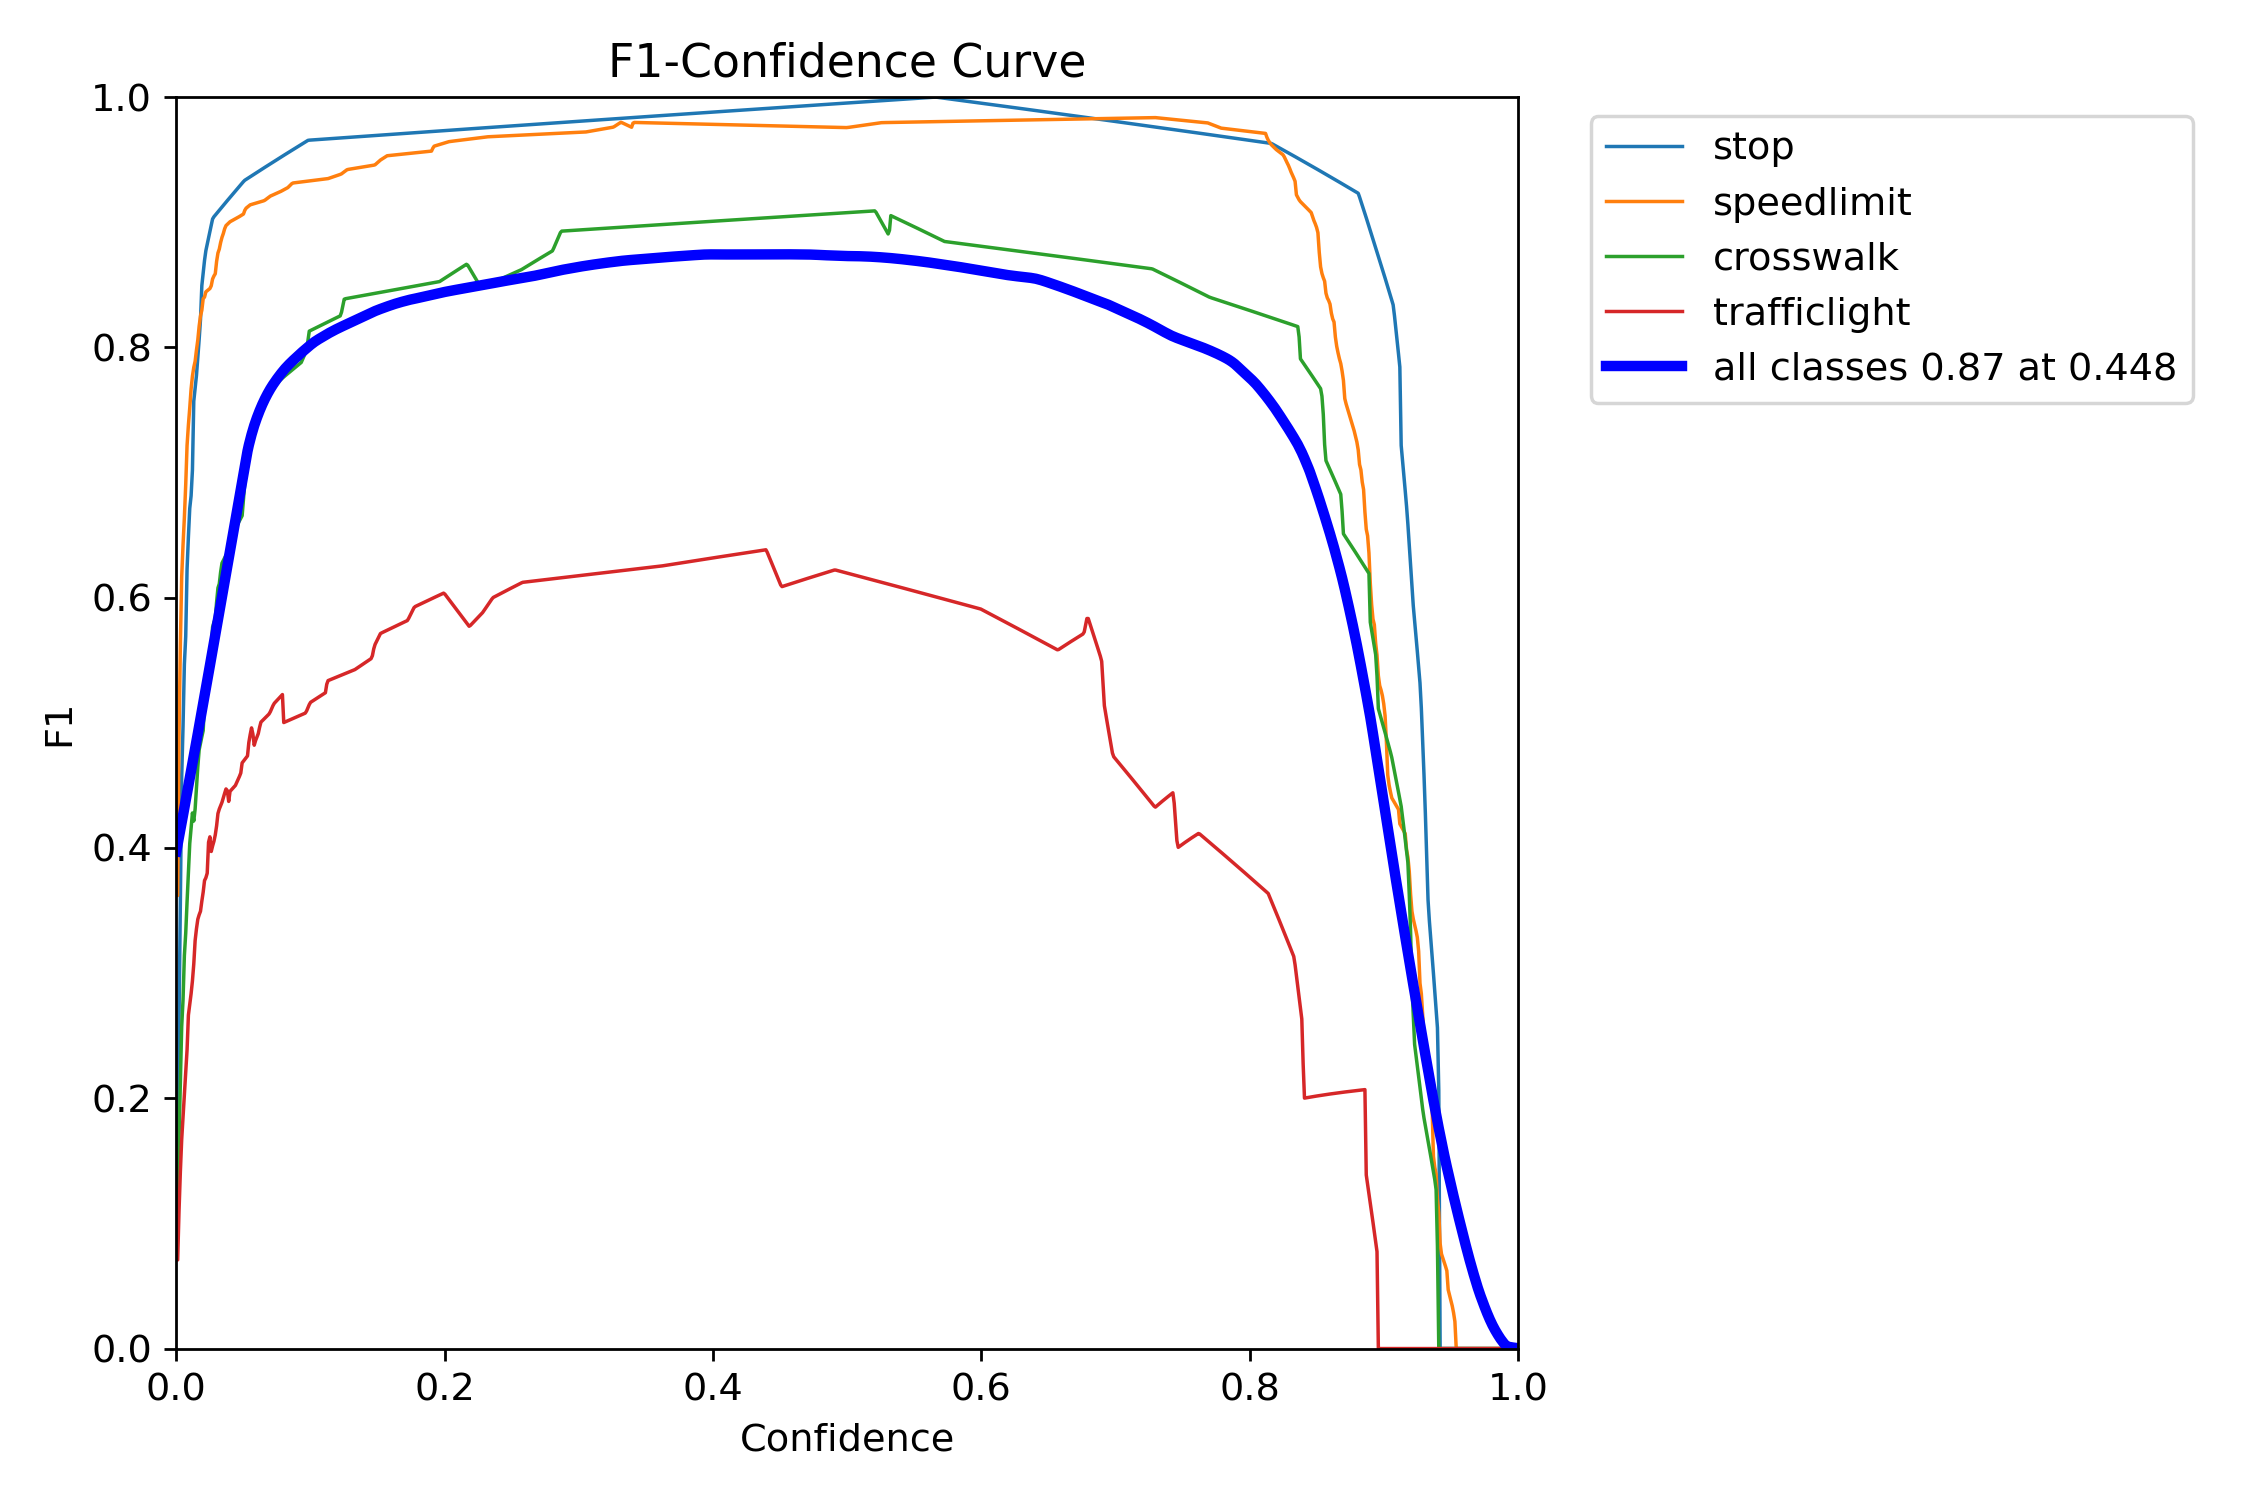 F1-Confidence Curve
1.0
0.8
0.6
0.4
0.2
0.0
F1
0.0 0.2 0.4 0.6 0.8 1.0
Confidence
stop
speedlimit
crosswalk
trafficlight
all classes 0.87 at 0.448